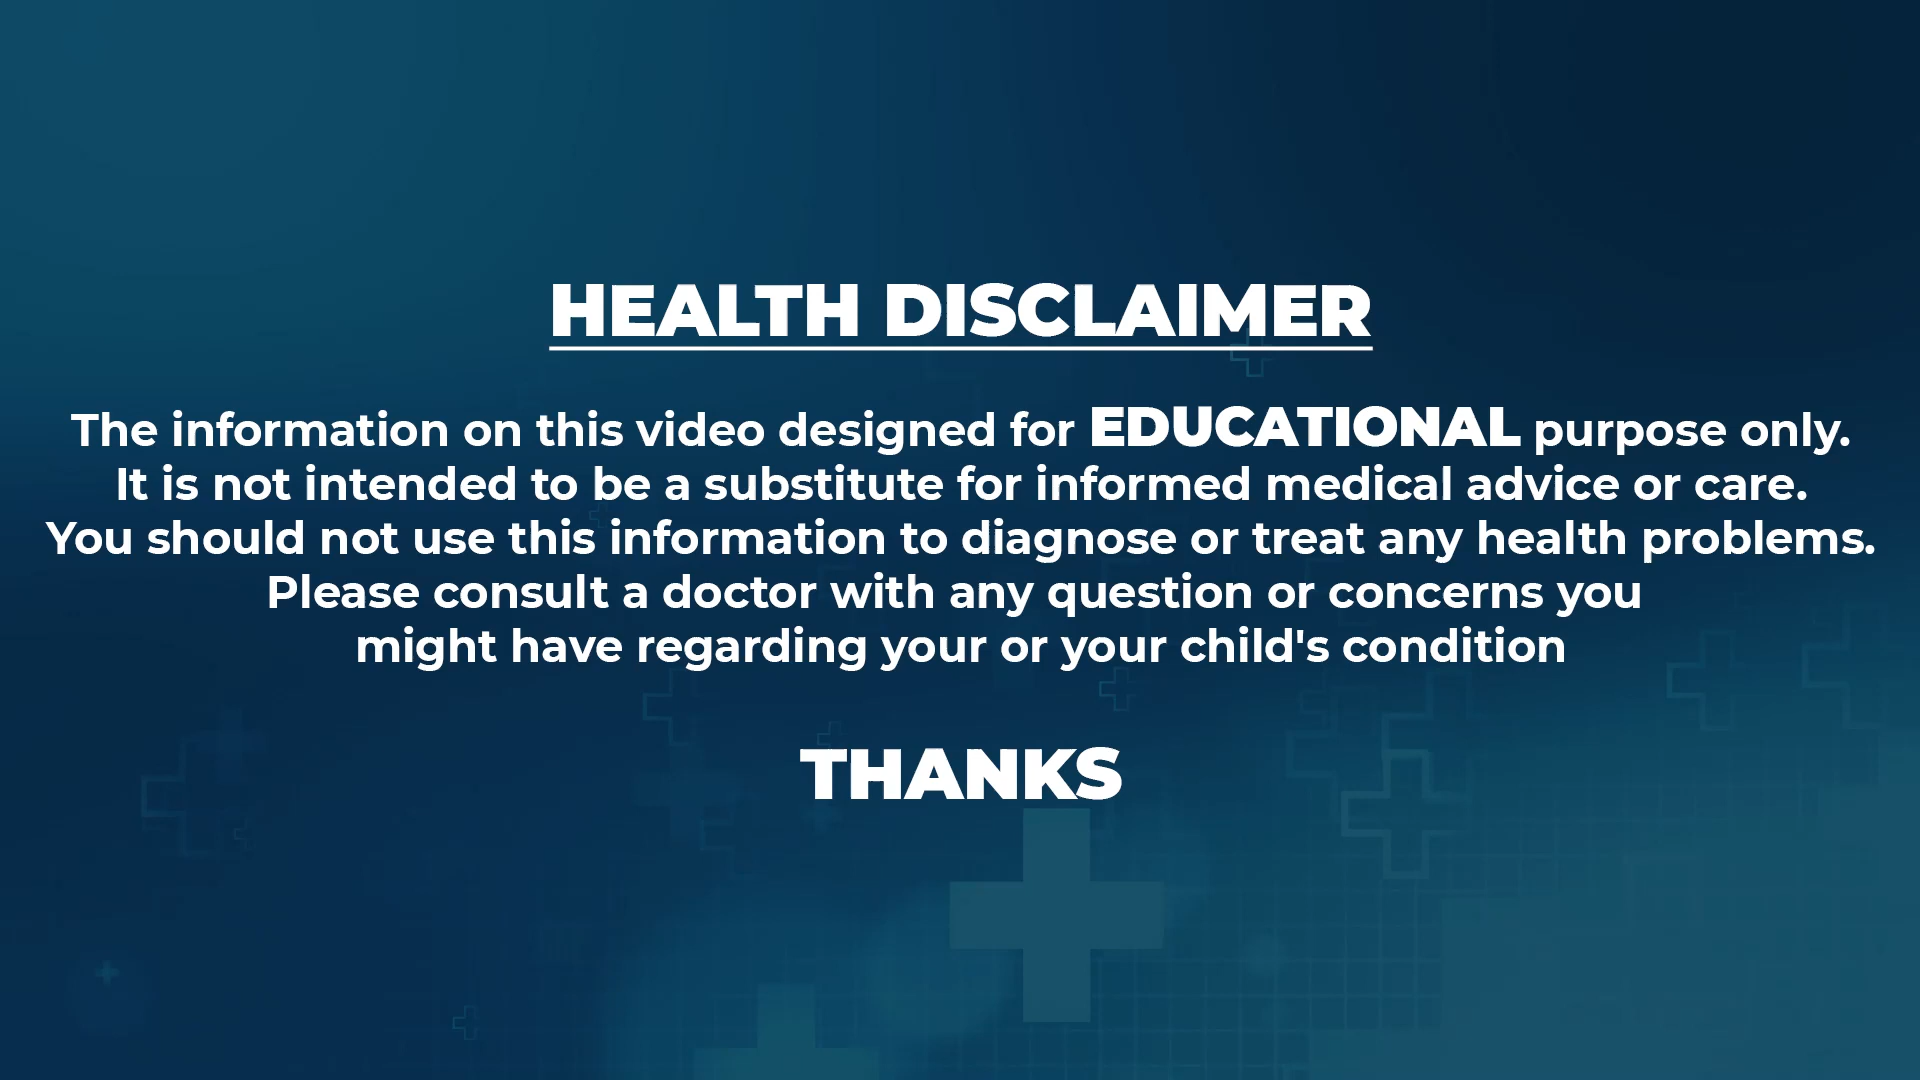 HEALTH DISCLAIMER
The information on this video designed for EDUCATIONAL purpose only.
It is not intended to be a substitute for informed medical advice or care.
You should not use this information to diagnose or treat any health problems.
Please consult a doctor with any question or concerns you
might have regarding your or your child's condition
THANKS